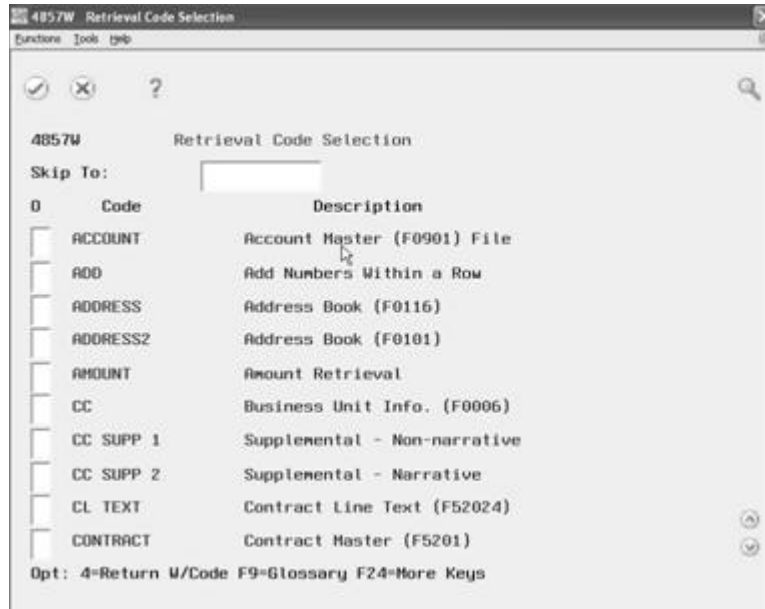 4857W Retrieval Code Selection
Functions Tools Help
?
4857W Retrieval Code Selection
Skip To:
O Code Description
ACCOUNT Account Master (F0901) File
ADD Add Numbers Within a Row
ADDRESS Address Book (F0116)
ADDRESS2 Address Book (F0101)
AMOUNT Amount Retrieval
CC Business Unit Info. (F0006)
CC SUPP 1 Supplemental - Non-narrative
CC SUPP 2 Supplemental - Narrative
CL TEXT Contract Line Text (F52024)
CONTRACT Contract Master (F5201)
Opt: 4=Return W/Code F9=Glossary F24=More Keys